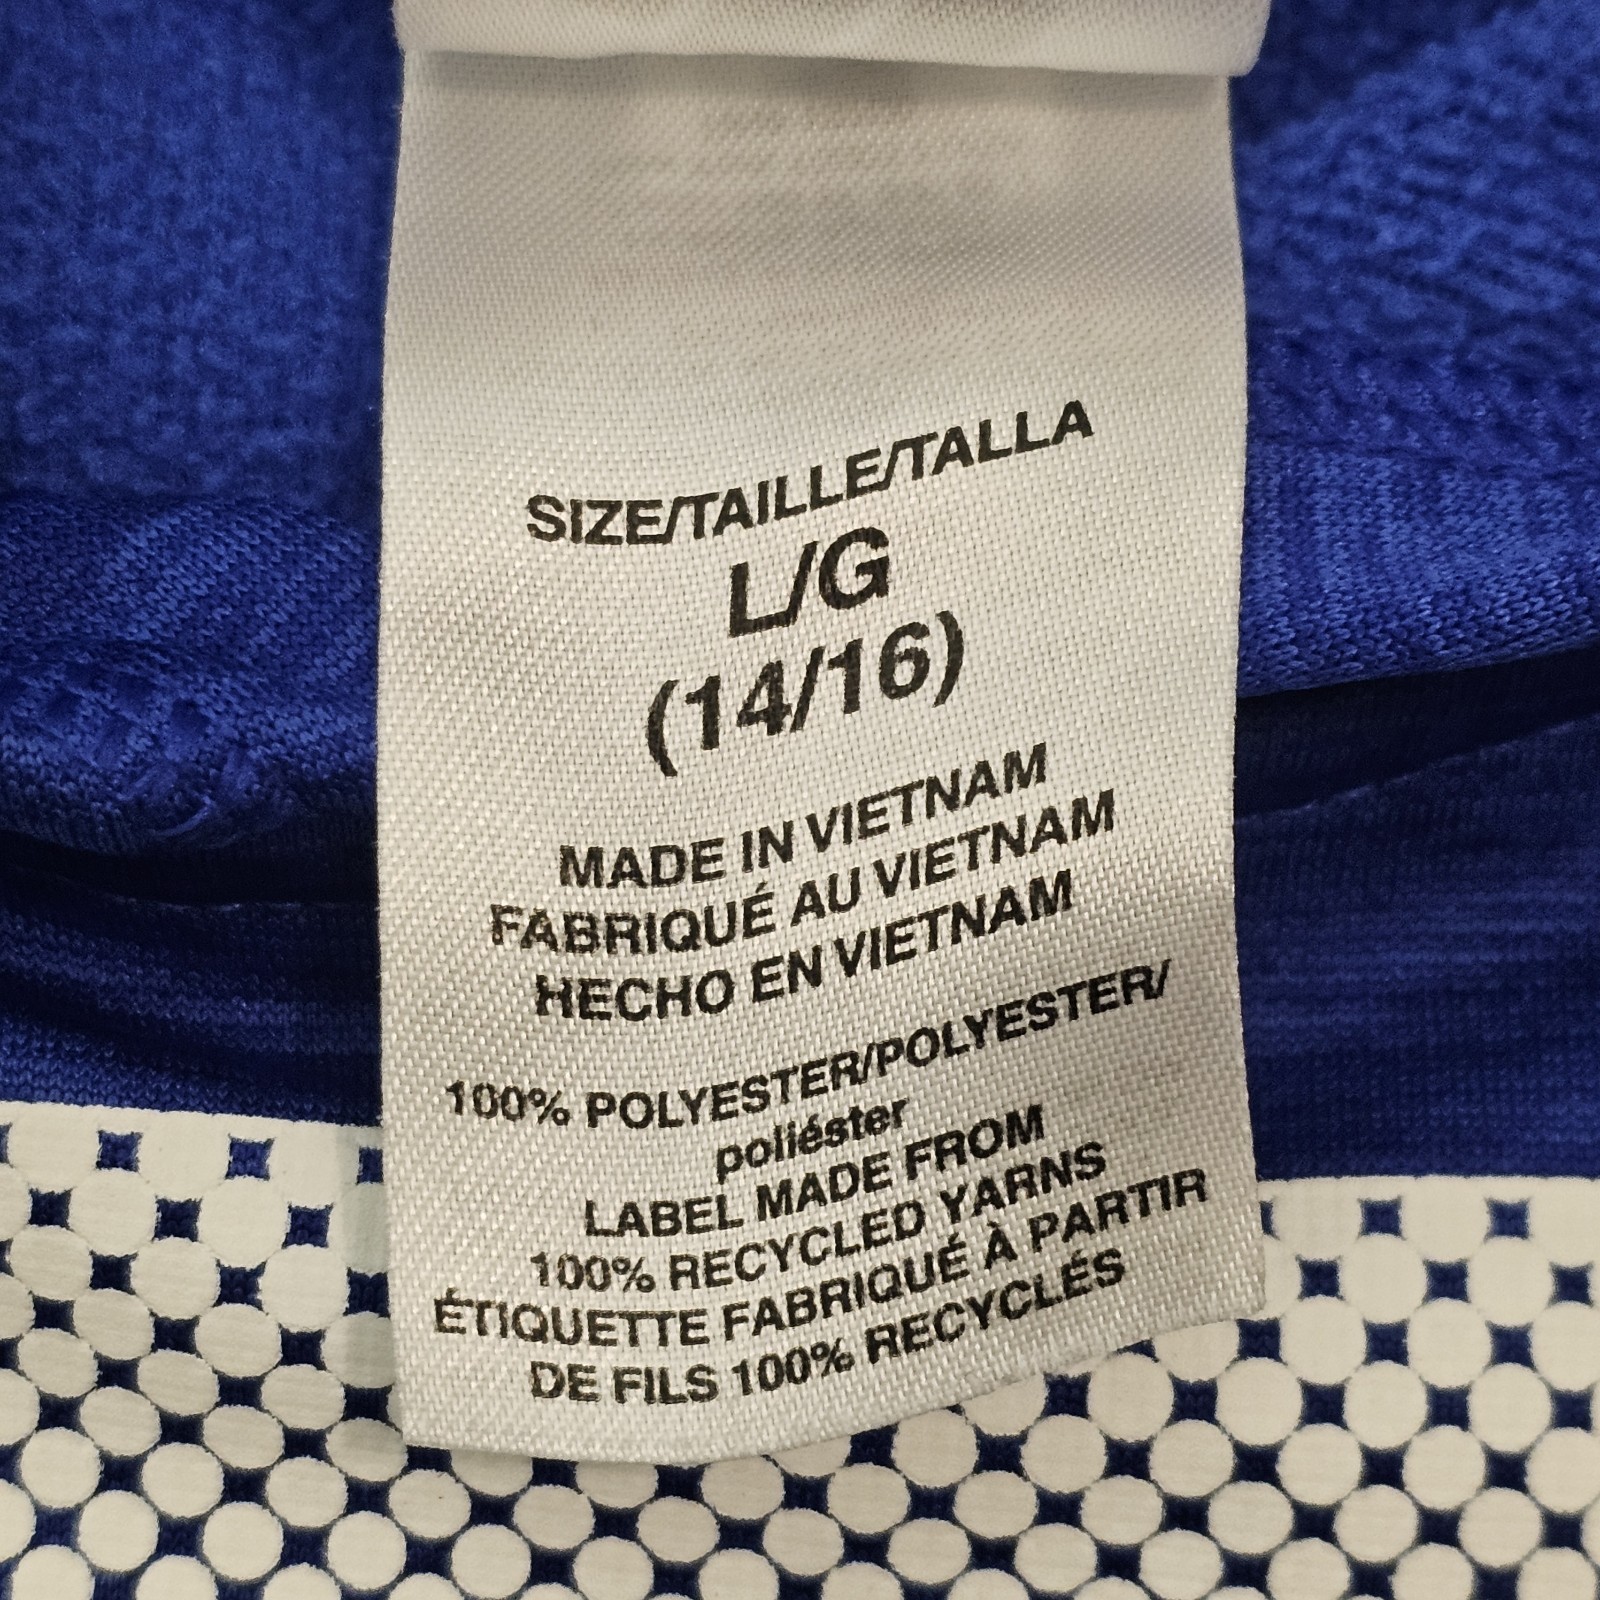 SIZE/TAILLE/TALLA
L/G
(14/16)
MADE IN VIETNAM
FABRIQUÉ AU VIETNAM
HECHO EN VIETNAM
100% POLYESTER/POLYESTER/
poliéster
LABEL MADE FROM
100% RECYCLED YARNS
ÉTIQUETTE FABRIQUÉ À PARTIR
DE FILS 100% RECYCLÉS